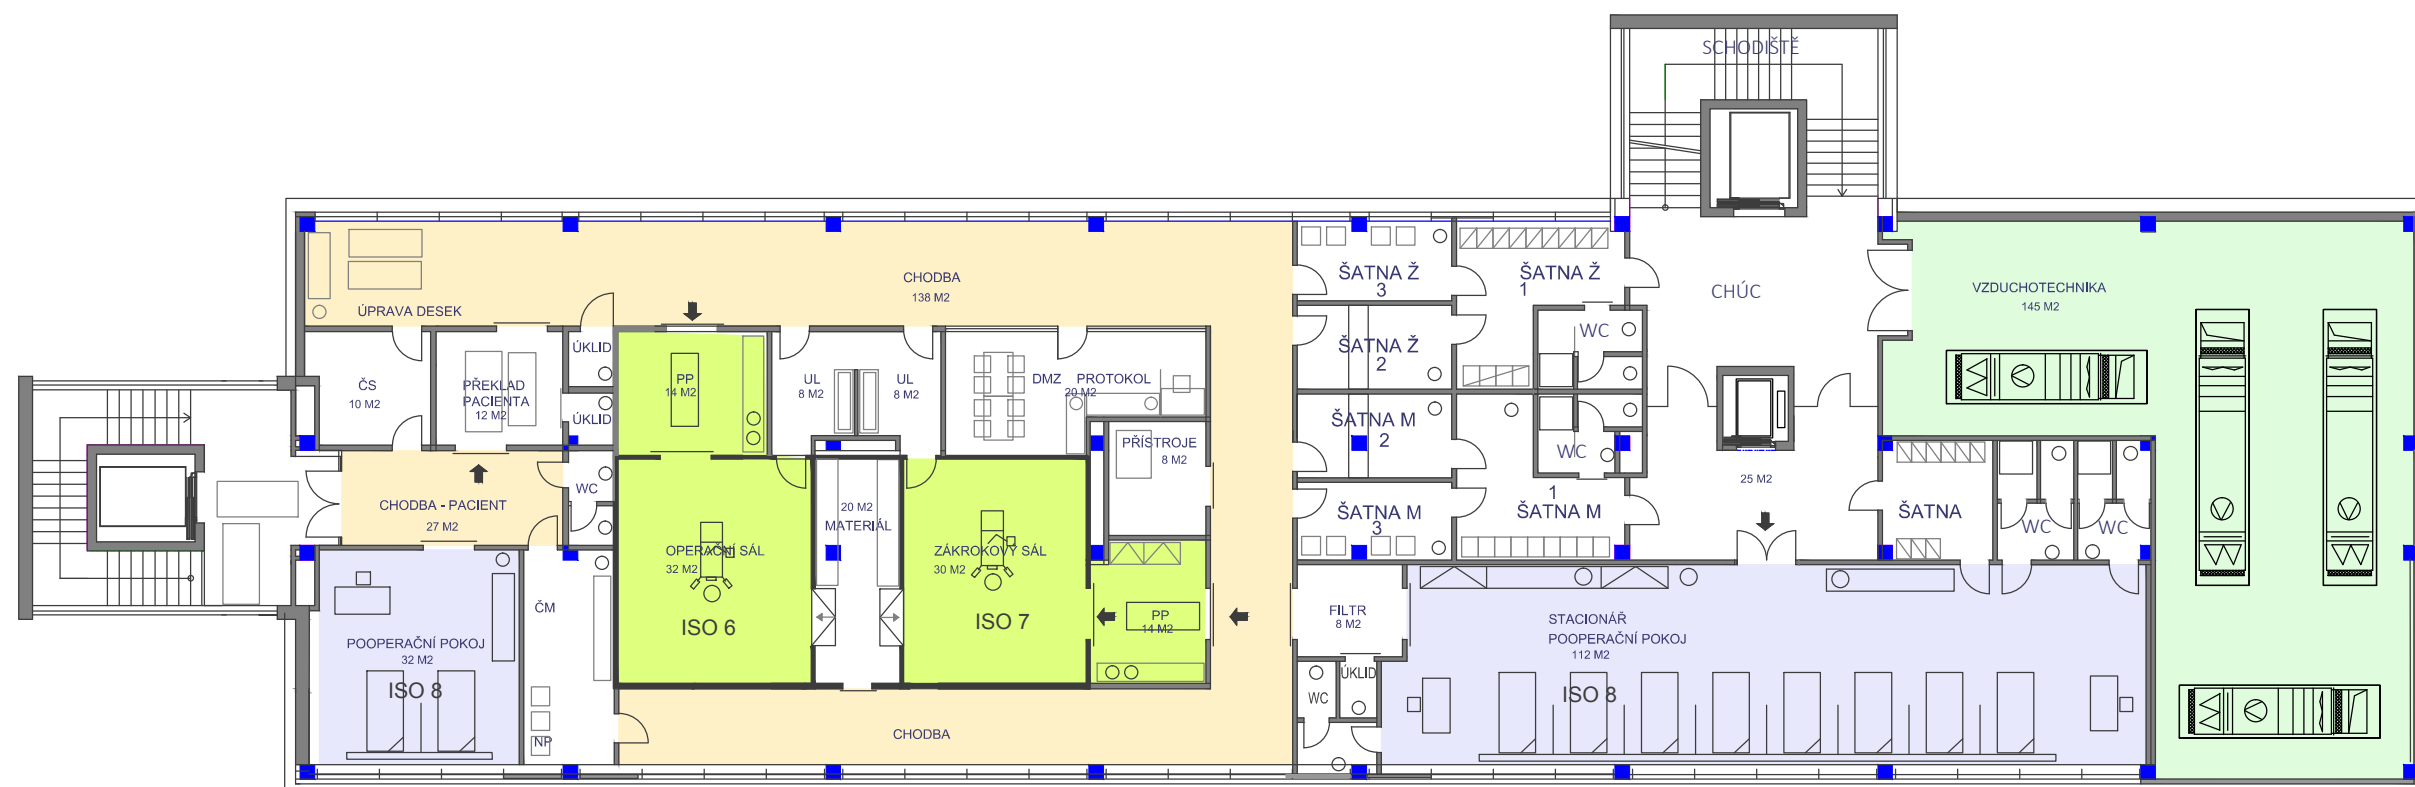 SCHODIŠTĚ
CHODBA
138 M2
ÚPRAVA DESEK
ŠATNA Ž
3
ŠATNA Ž
1
CHÚC
VZDUCHOTECHNIKA
145 M2
ÚKLID
ČS
10 M2
PŘEKLAD
PACIENTA
12 M2
PP
14 M2
UL
8 M2
UL
8 M2
DMZ
PROTOKOL
20 M2
ŠATNA Ž
2
WC
ÚKLID
PŘÍSTROJE
8 M2
ŠATNA M
2
WC
WC
CHODBA - PACIENT
27 M2
20 M2
MATERIÁL
ŠATNA M
3
1
ŠATNA M
25 M2
ŠATNA
WC
WC
OPERAČNÍ SÁL
32 M2
ISO 6
ZÁKROKOVÝ SÁL
30 M2
ISO 7
PP
14 M2
FILTR
8 M2
ČM
POOPERAČNÍ POKOJ
32 M2
ISO 8
STACIONÁŘ
POOPERAČNÍ POKOJ
112 M2
ISO 8
ÚKLID
WC
NP
CHODBA